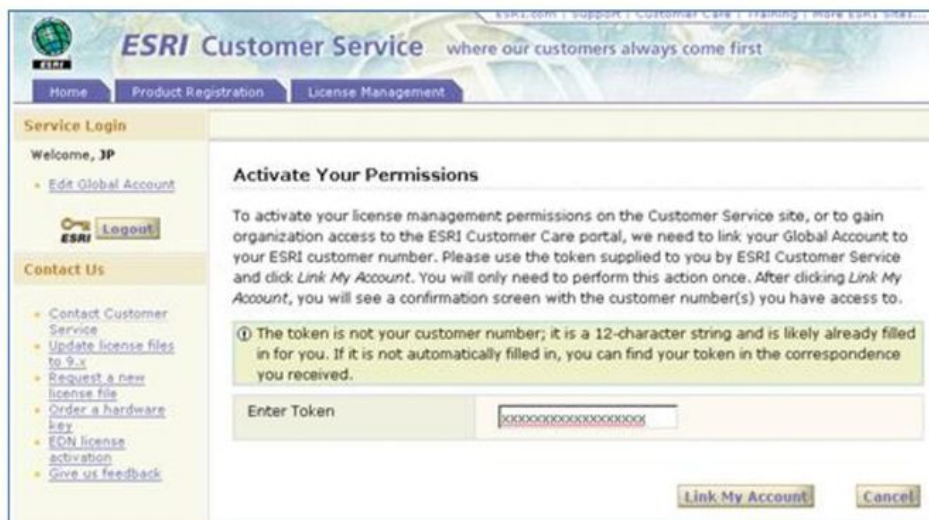 ESRI.com | Support | Customer Care | Training | More ESRI Sites...
ESRI Customer Service where our customers always come first
ESRI
Home Product Registration License Management
Service Login
Welcome, JP
Edit Global Account
ESRI Logout
Contact Us
Contact Customer
Service
Update license files
to 9.x
Request a new
license file
Order a hardware
key
EDN license
activation
Give us feedback
Activate Your Permissions
To activate your license management permissions on the Customer Service site, or to gain
organization access to the ESRI Customer Care portal, we need to link your Global Account to
your ESRI customer number. Please use the token supplied to you by ESRI Customer Service
and click Link My Account. You will only need to perform this action once. After clicking Link My
Account, you will see a confirmation screen with the customer number(s) you have access to.
The token is not your customer number; it is a 12-character string and is likely already filled
in for you. If it is not automatically filled in, you can find your token in the correspondence
you received.
Enter Token
Link My Account Cancel